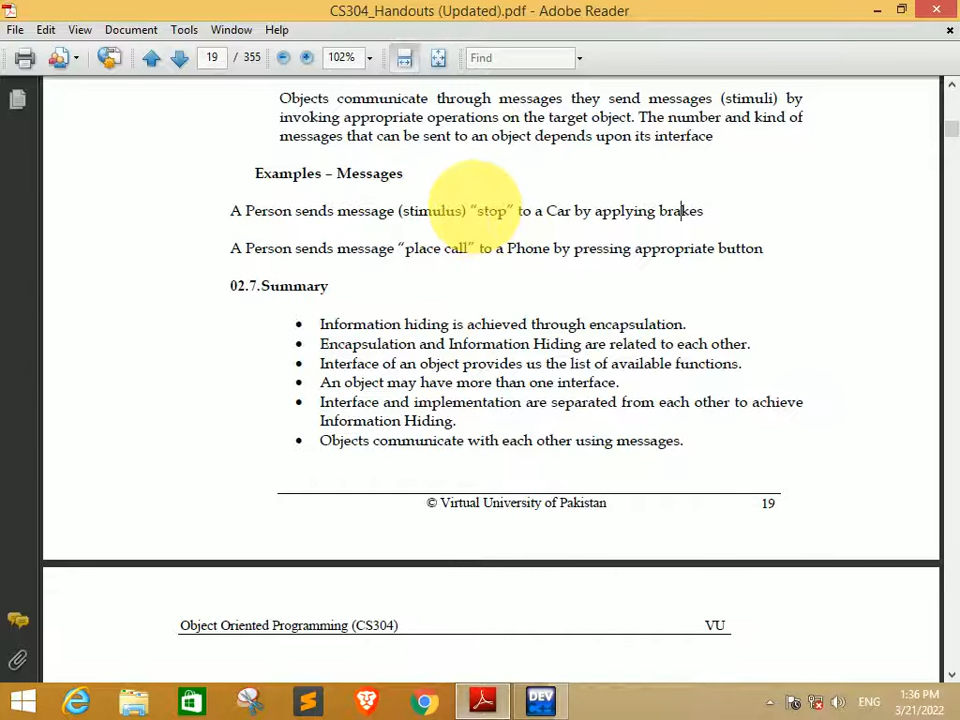 CS304_Handouts (Updated).pdf - Adobe Reader
File Edit View Document Tools Window Help
19 / 355 102% Find
Objects communicate through messages they send messages (stimuli) by
invoking appropriate operations on the target object. The number and kind of
messages that can be sent to an object depends upon its interface
Examples – Messages
A Person sends message (stimulus) “stop” to a Car by applying brakes
A Person sends message “place call” to a Phone by pressing appropriate button
02.7.Summary
• Information hiding is achieved through encapsulation.
• Encapsulation and Information Hiding are related to each other.
• Interface of an object provides us the list of available functions.
• An object may have more than one interface.
• Interface and implementation are separated from each other to achieve
Information Hiding.
• Objects communicate with each other using messages.
© Virtual University of Pakistan 19
Object Oriented Programming (CS304) VU
DEV
ENG
1:36 PM
3/21/2022